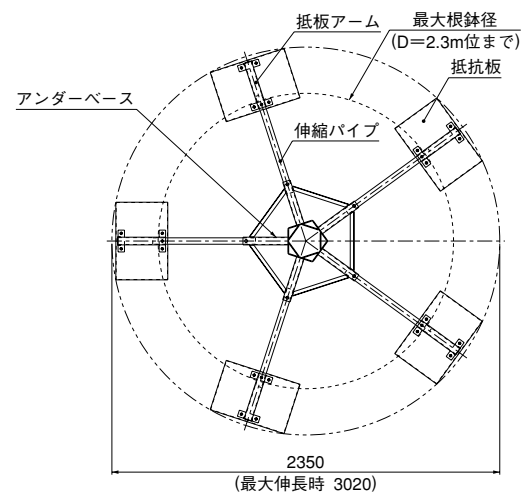 抵板アーム
最大根鉢径
(D=2.3m位まで)
抵抗板
アンダーベース
伸縮パイプ
2350
(最大伸長時 3020)